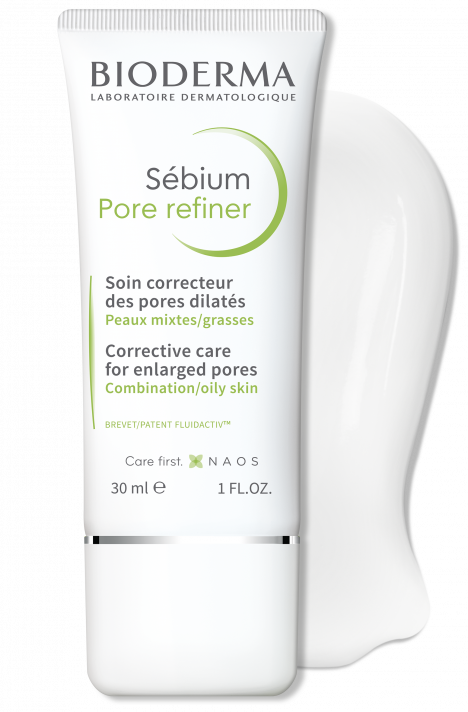 BIODERMA
LABORATOIRE DERMATOLOGIQUE
Sébium
Pore refiner
Soin correcteur
des pores dilatés
Peaux mixtes/grasses
Corrective care
for enlarged pores
Combination/oily skin
BREVET/PATENT FLUIDACTIV™
Care first. NAOS
30 ml ℮ 1 FL.OZ.